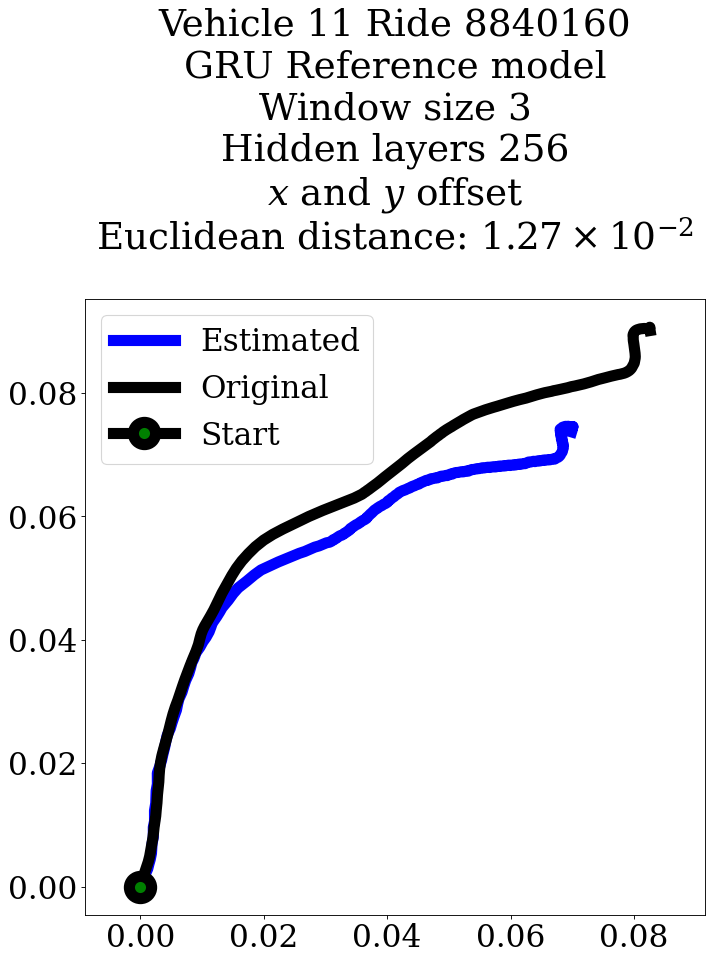 Vehicle 11 Ride 8840160
GRU Reference model
Window size 3
Hidden layers 256
x and y offset
Euclidean distance: 1.27 × 10⁻²
Estimated
Original
Start
0.08
0.06
0.04
0.02
0.00
0.00 0.02 0.04 0.06 0.08